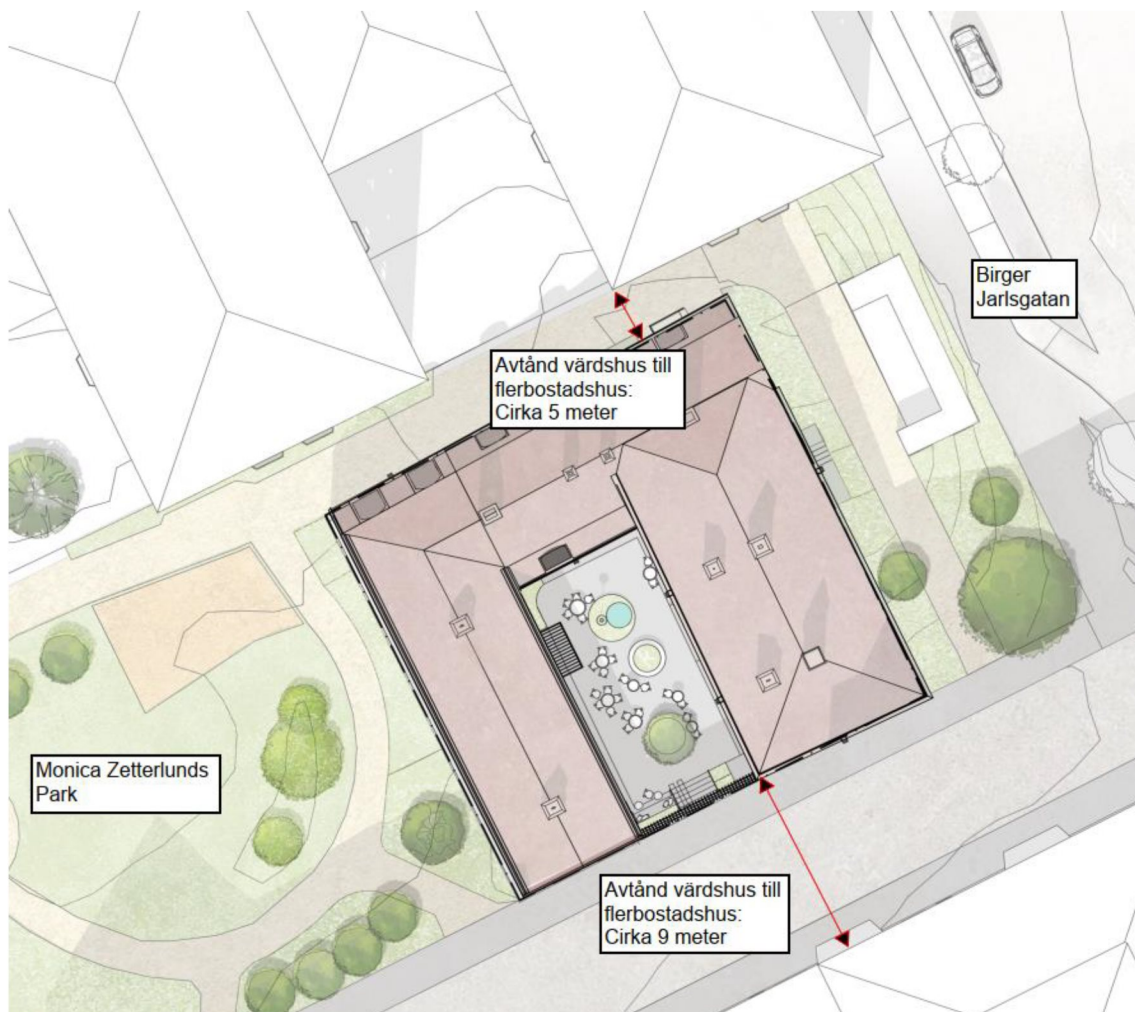 Birger
Jarlsgatan
Avtånd värdshus till
flerbostadshus:
Cirka 5 meter
Monica Zetterlunds
Park
Avtånd värdshus till
flerbostadshus:
Cirka 9 meter